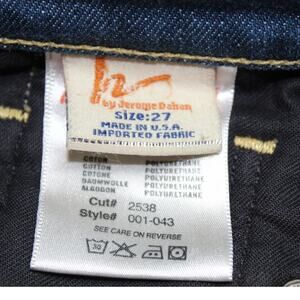 by Jerome Dahan
SIZE:27
MADE IN U.S.A.
IMPORTED FABRIC
COTON POLYURETHANE
COTTON POLYURETHANE
COTONE POLYURETHANE
BAUMWOLLE POLYURETHANE
ALGODON POLYURETHANE
Cut# 2538
Style# 001-043
SEE CARE ON REVERSE
30